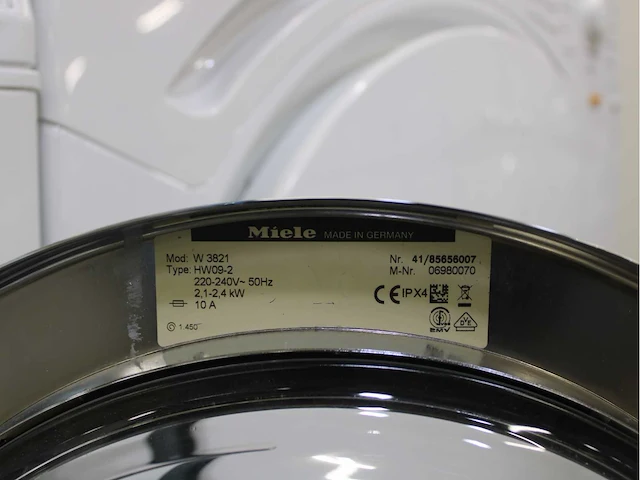 Miele MADE IN GERMANY
Mod: W 3821 Nr. 41/85656007
Type: HW09-2 M-Nr. 06980070
220-240V~ 50Hz
2,1-2,4 kW
10 A CE IPX4
1.450
EMV